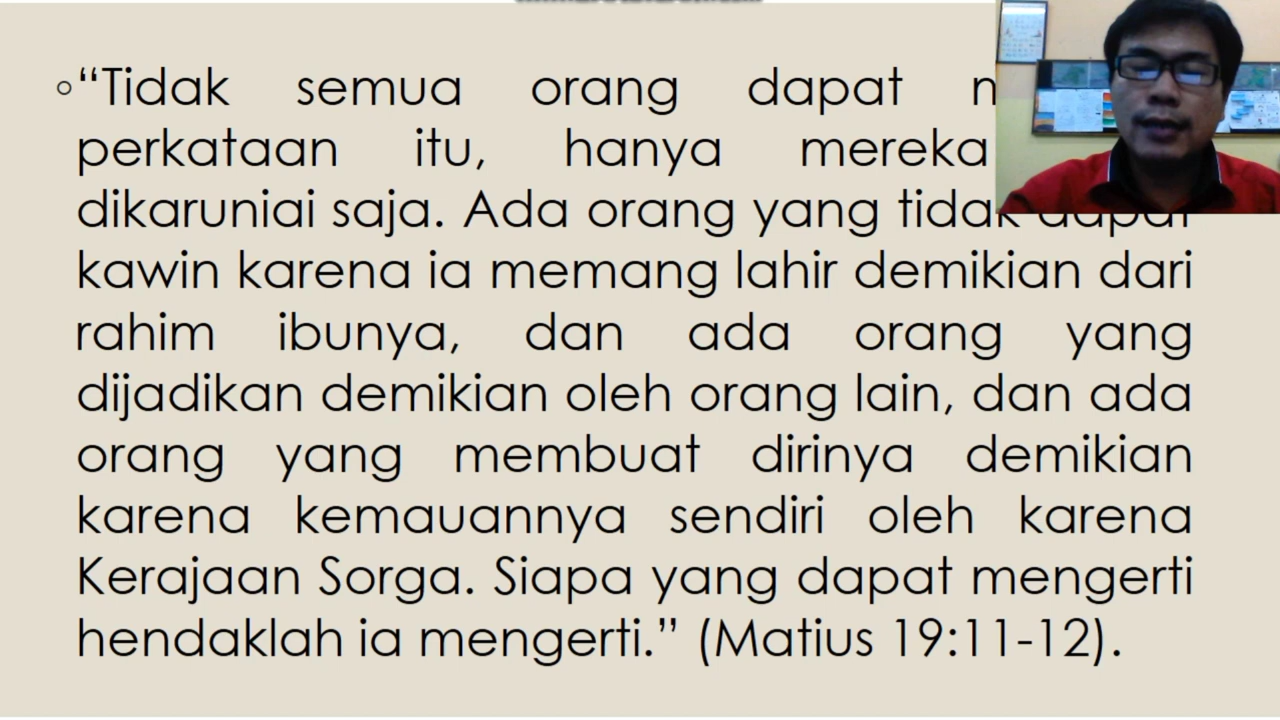 ◦“Tidak semua orang dapat
perkataan itu, hanya mereka
dikaruniai saja. Ada orang yang tidak dapat
kawin karena ia memang lahir demikian dari
rahim ibunya, dan ada orang yang
dijadikan demikian oleh orang lain, dan ada
orang yang membuat dirinya demikian
karena kemauannya sendiri oleh karena
Kerajaan Sorga. Siapa yang dapat mengerti
hendaklah ia mengerti.” (Matius 19:11-12).